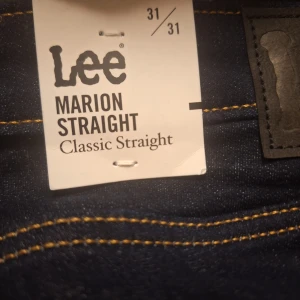 31/31
Lee
MARION
STRAIGHT
Classic Straight